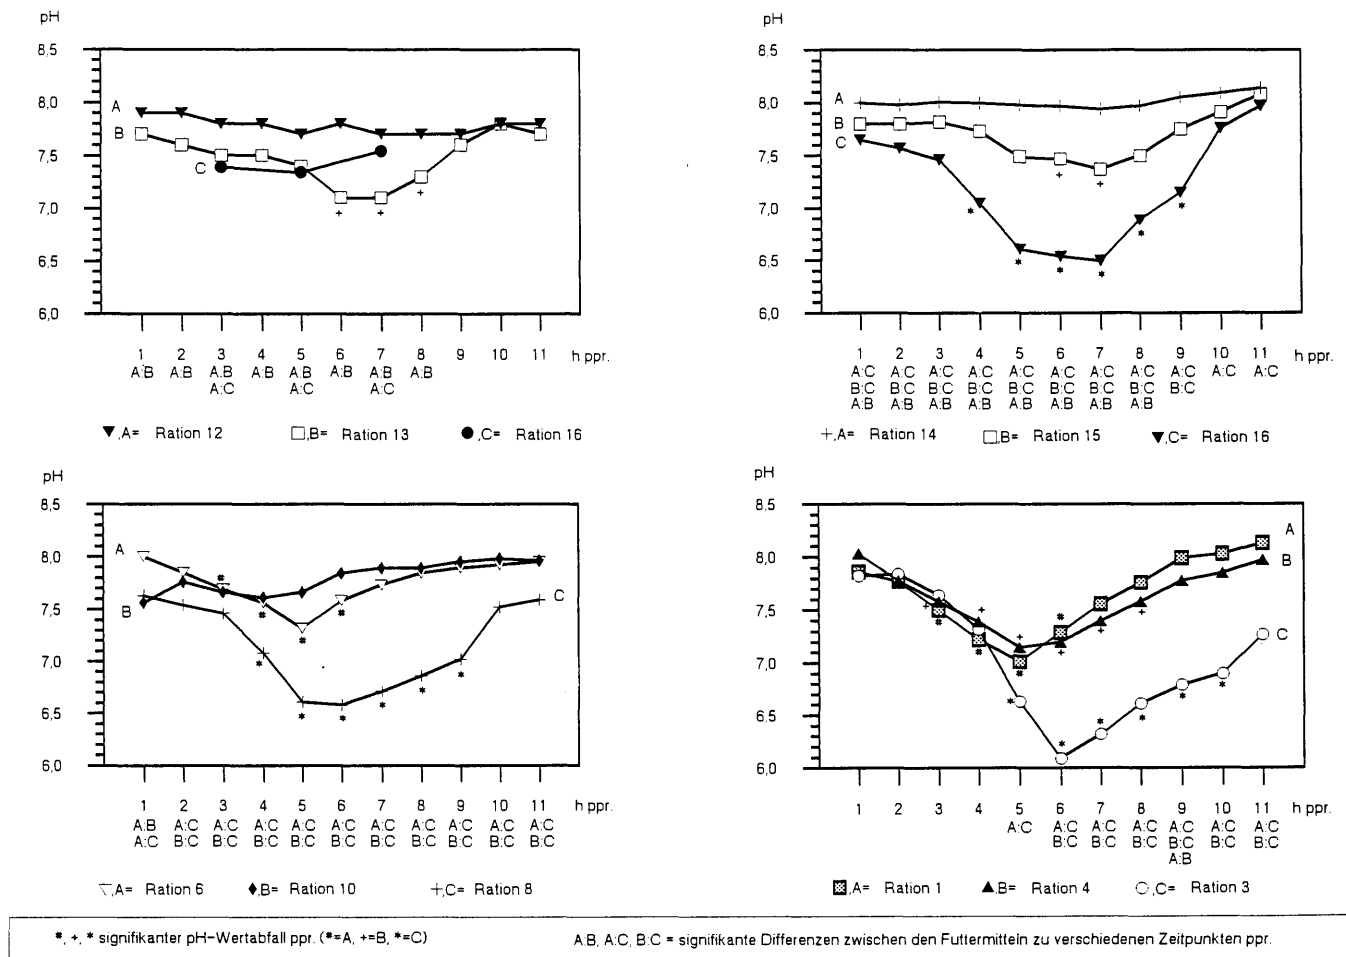 pH
8,5
8,0
7,5
7,0
6,5
6,0
A
B
C
+ + +
1 2 3 4 5 6 7 8 9 10 11 h ppr.
A:B A:B A:B A:B A:B A:B A:B A:B
A:C A:C A:C
▼,A= Ration 12 □,B= Ration 13 ●,C= Ration 16
pH
8,5
8,0
7,5
7,0
6,5
6,0
A
B
C
+ +
* * * * * *
1 2 3 4 5 6 7 8 9 10 11 h ppr.
A:C A:C A:C A:C A:C A:C A:C A:C A:C A:C A:C
B:C B:C B:C B:C B:C B:C B:C B:C B:C
A:B A:B A:B A:B A:B A:B A:B A:B
+,A= Ration 14 □,B= Ration 15 ▼,C= Ration 16
pH
8,5
8,0
7,5
7,0
6,5
6,0
A
B
C
* * * *
* * * * * *
1 2 3 4 5 6 7 8 9 10 11 h ppr.
A:B A:C A:C A:C A:C A:C A:C A:C A:C A:C A:C
A:C B:C B:C B:C B:C B:C B:C B:C B:C B:C B:C
▽,A= Ration 6 ♦,B= Ration 10 +,C= Ration 8
pH
8,5
8,0
7,5
7,0
6,5
6,0
A
B
C
1 2 3 4 5 6 7 8 9 10 11 h ppr.
A:C A:C A:C A:C A:C A:C A:C
B:C B:C B:C B:C B:C B:C
A:B
,A= Ration 1 ▲,B= Ration 4 ○,C= Ration 3
*, +, * signifikanter pH-Wertabfall ppr. (*=A, +=B, *=C) A:B, A:C, B:C = signifikante Differenzen zwischen den Futtermitteln zu verschiedenen Zeitpunkten ppr.